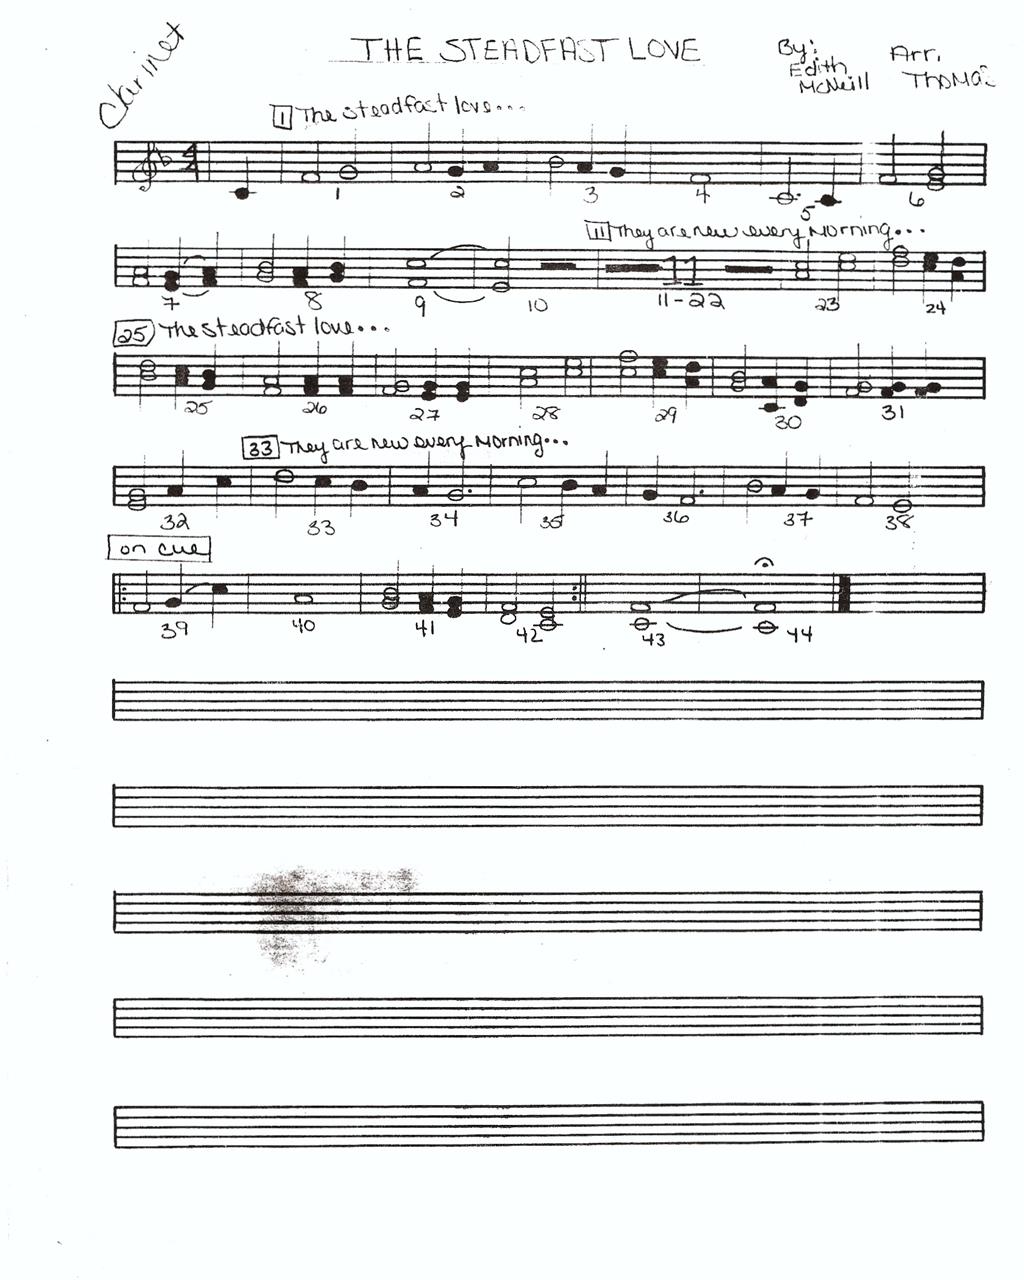 Clarinet
THE STEADFAST LOVE
By: Edith McNeill
Arr. THOMAS
1 The steadfast love...
4 4
1 2 3 4 5 6
11 They are new every Morning...
11
7 8 9 10 11-22 23 24
25 The steadfast love...
25 26 27 28 29 30 31
33 They are new every Morning...
32 33 34 35 36 37 38
on cue
39 40 41 42 43 44